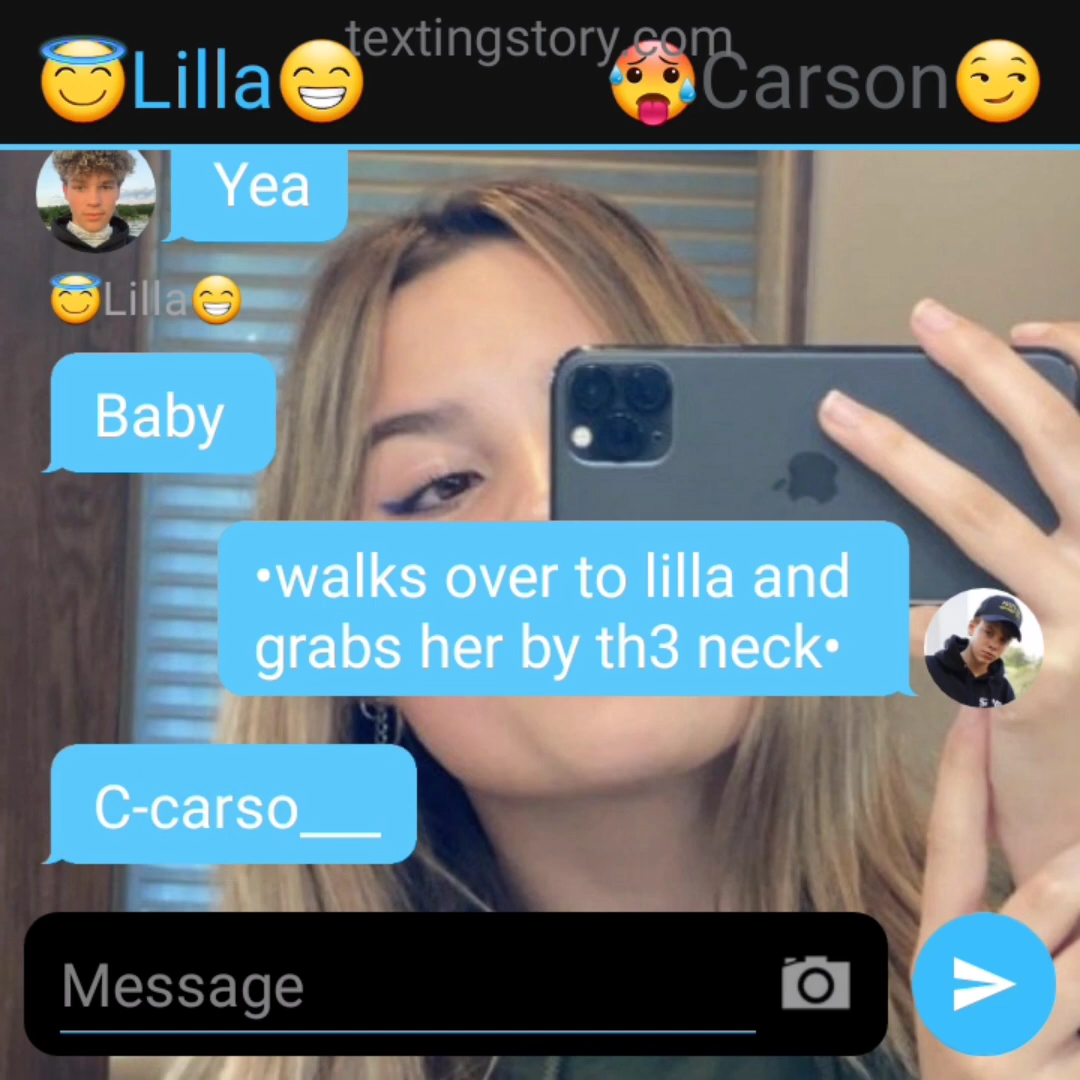 textingstory.com
😇Lilla😁
🥵Carson😏
Yea
😇Lilla😁
Baby
•walks over to lilla and
grabs her by th3 neck•
C-carso___
Message